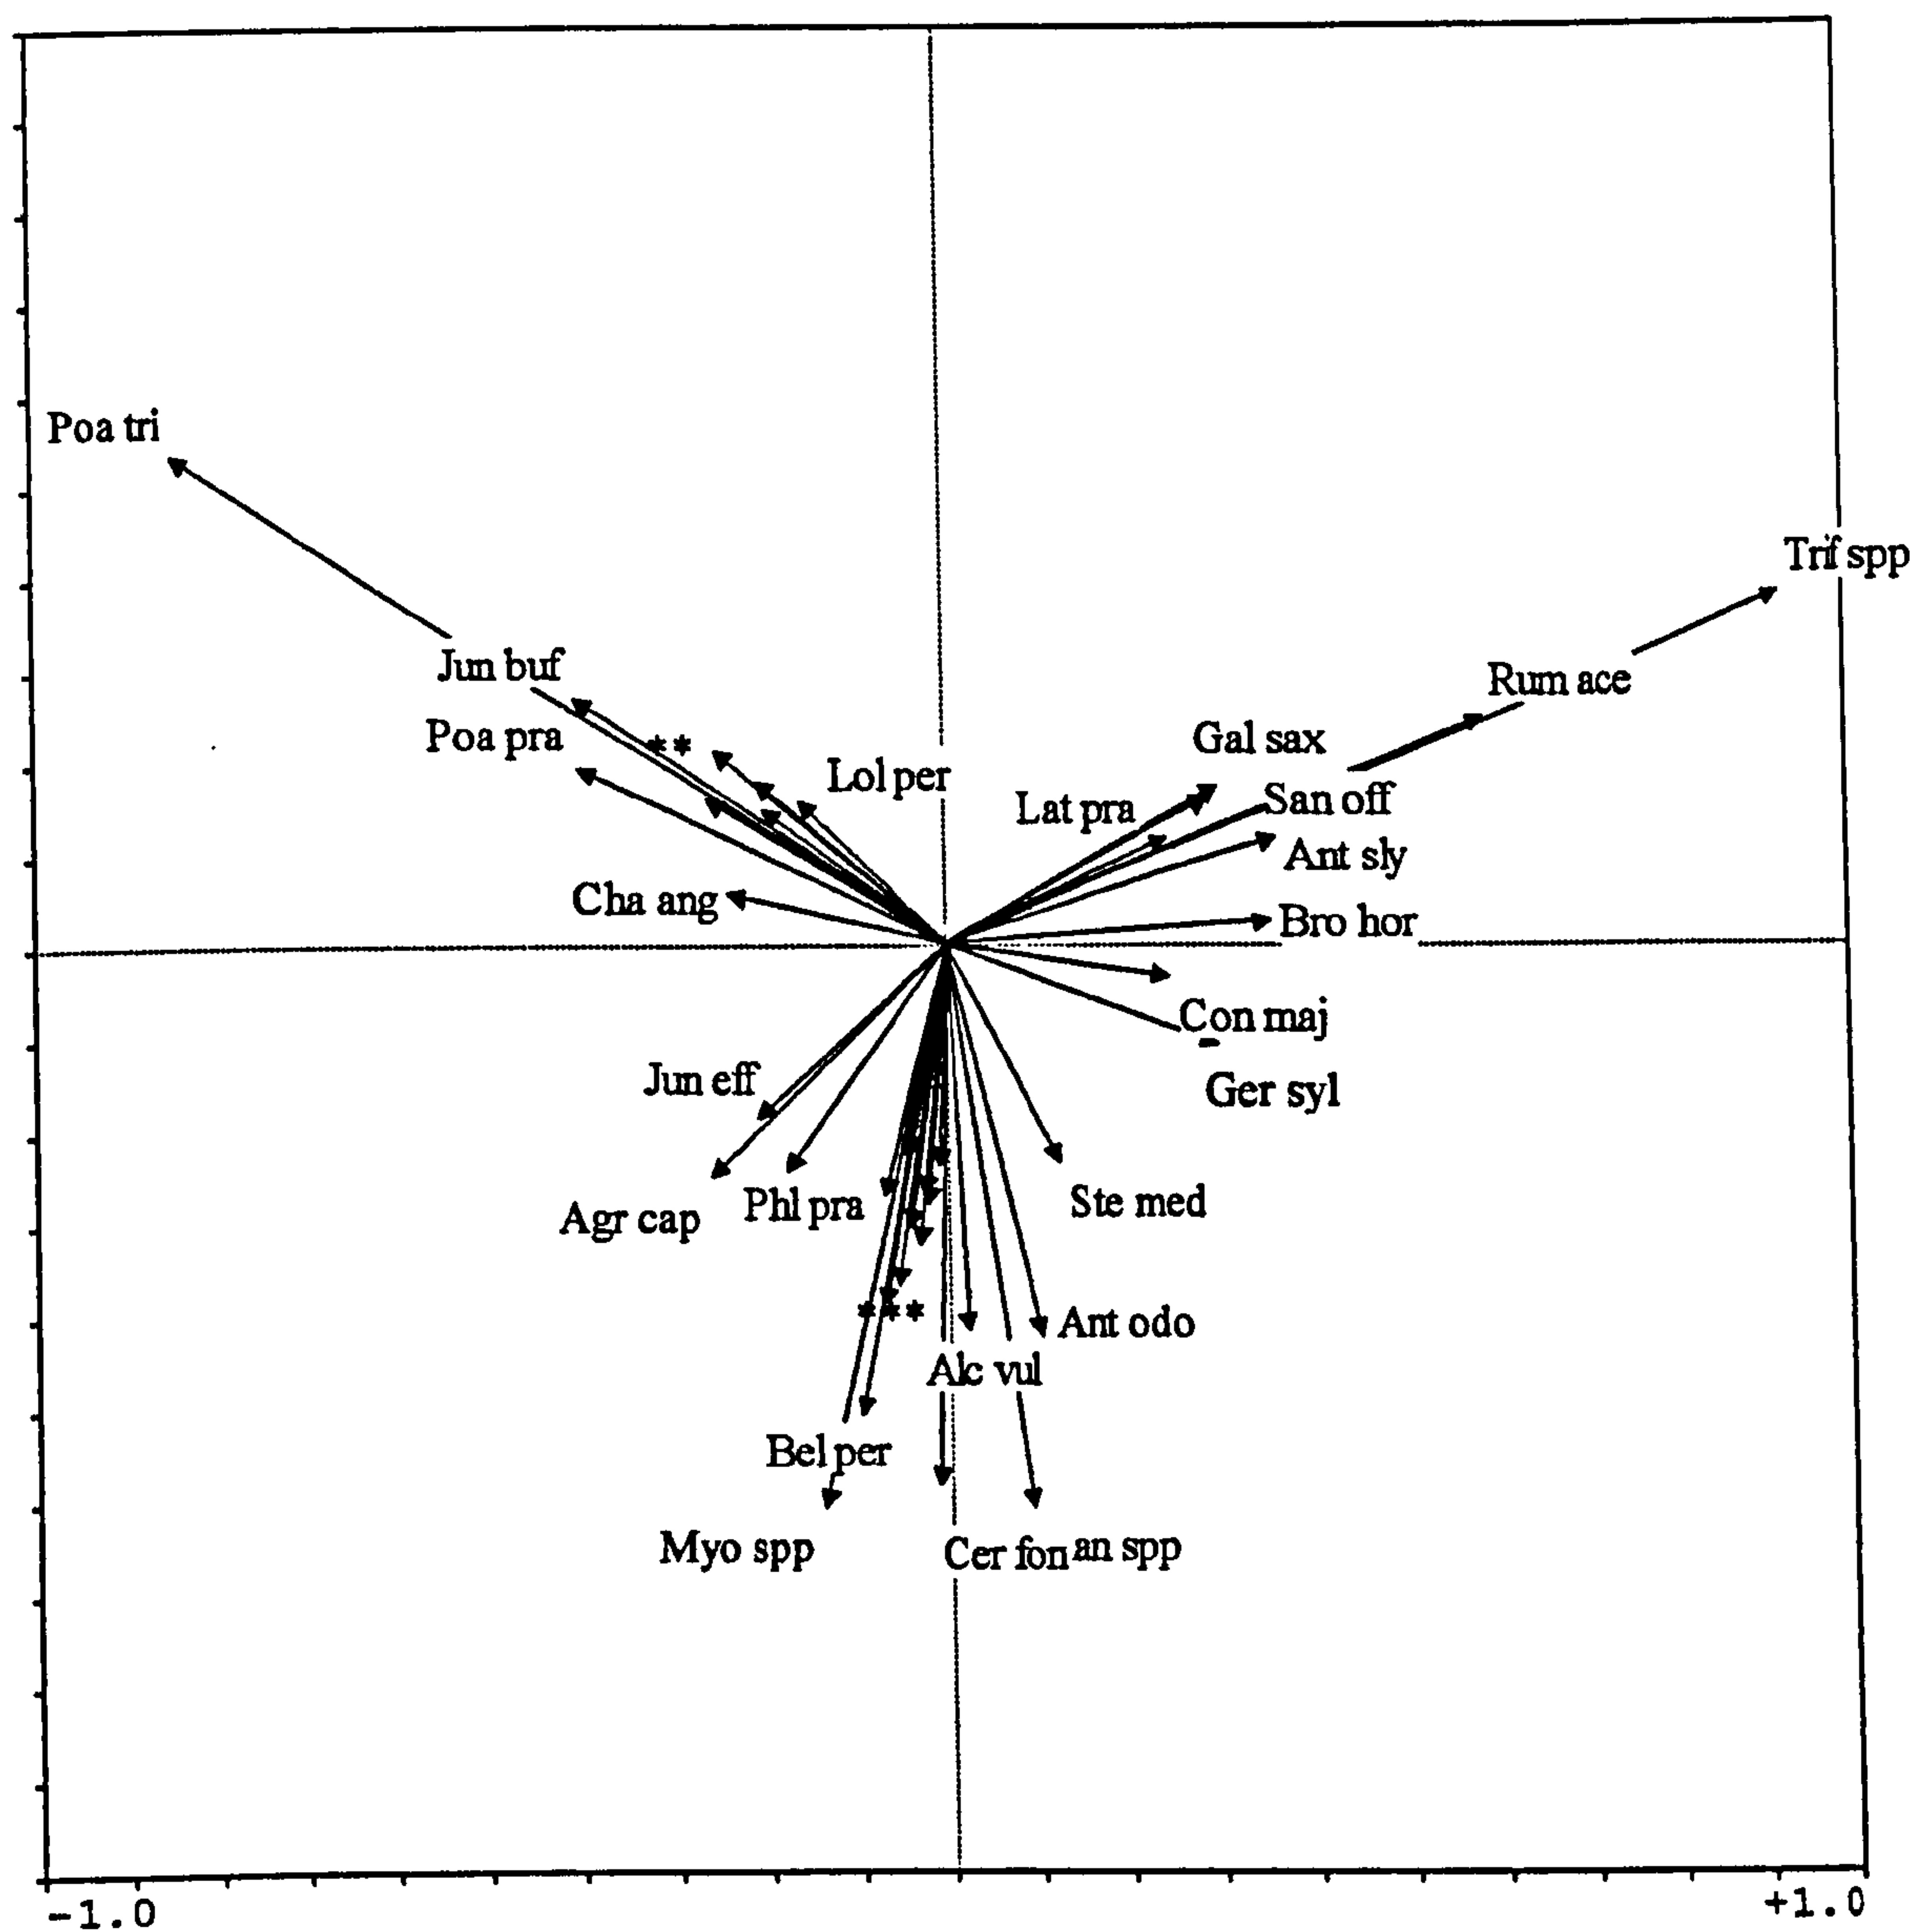 Poa tri
Trif spp
Jun buf
Rum ace
Poa pra
**
Gal sax
Lol per
Lat pra
San off
Ant sly
Cha ang
Bro hor
Con maj
Jun eff
Ger syl
Agr cap
Phl pra
Ste med
***
Ant odo
Alc vul
Bel per
Myo spp
Cer fon an spp
-1.0
+1.0